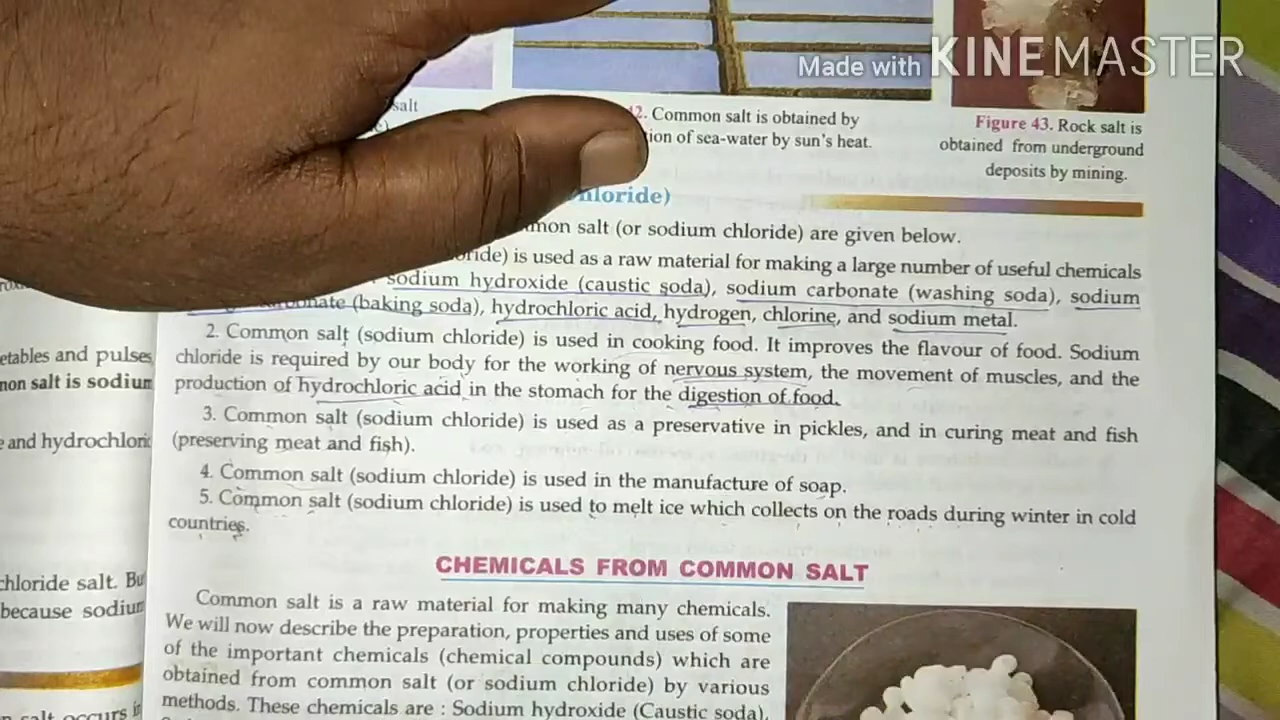 Made with KINEMASTER
salt
42. Common salt is obtained by
of sea-water by sun's heat.
Figure 43. Rock salt is
obtained from underground
deposits by mining.
salt (or sodium chloride) are given below.
is used as a raw material for making a large number of useful chemicals
sodium hydroxide (caustic soda), sodium carbonate (washing soda), sodium
(baking soda), hydrochloric acid, hydrogen, chlorine, and sodium metal.
2. Common salt (sodium chloride) is used in cooking food. It improves the flavour of food. Sodium
chloride is required by our body for the working of nervous system, the movement of muscles, and the
production of hydrochloric acid in the stomach for the digestion of food.
3. Common salt (sodium chloride) is used as a preservative in pickles, and in curing meat and fish
(preserving meat and fish).
4. Common salt (sodium chloride) is used in the manufacture of soap.
5. Common salt (sodium chloride) is used to melt ice which collects on the roads during winter in cold
countries.
CHEMICALS FROM COMMON SALT
Common salt is a raw material for making many chemicals.
We will now describe the preparation, properties and uses of some
of the important chemicals (chemical compounds) which are
obtained from common salt (or sodium chloride) by various
methods. These chemicals are : Sodium hydroxide (Caustic soda),
and pulses
salt is
and
chloride salt.
because
salt occurs